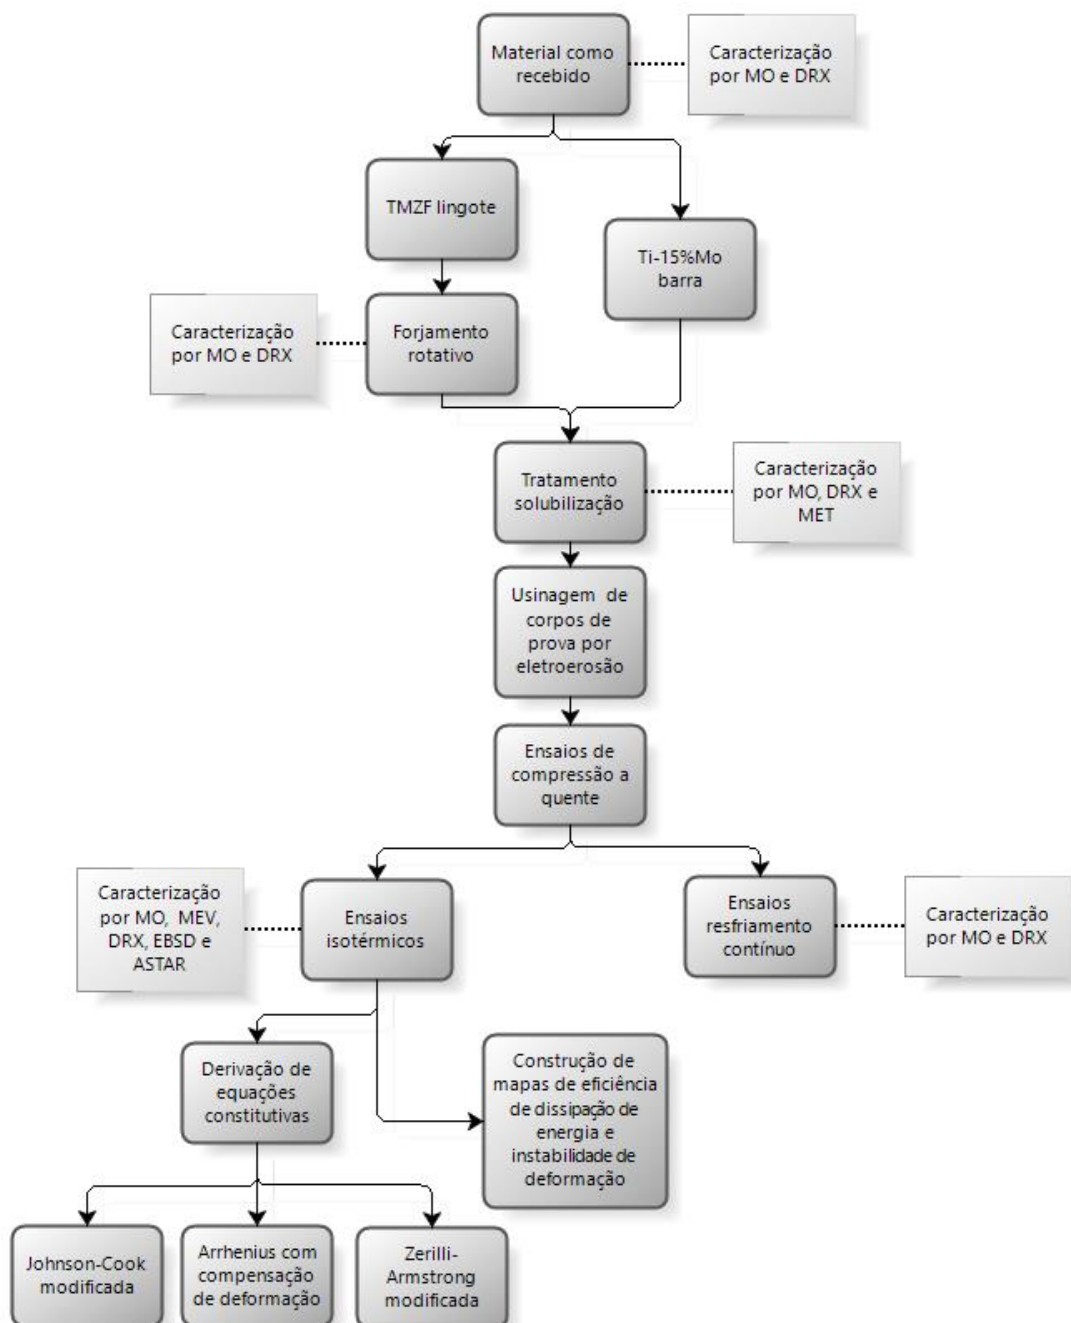 Material como
recebido
Caracterização
por MO e DRX
TMZF lingote
Ti-15%Mo
barra
Caracterização
por MO e DRX
Forjamento
rotativo
Tratamento
solubilização
Caracterização
por MO, DRX e
MET
Usinagem de
corpos de
prova por
eletroerosão
Ensaios de
compressão a
quente
Caracterização
por MO, MEV,
DRX, EBSD e
ASTAR
Ensaios
isotérmicos
Ensaios
resfriamento
contínuo
Caracterização
por MO e DRX
Derivação de
equações
constitutivas
Construção de
mapas de eficiência
de dissipação de
energia e
instabilidade de
deformação
Johnson-Cook
modificada
Arrhenius com
compensação
de deformação
Zerilli-
Armstrong
modificada